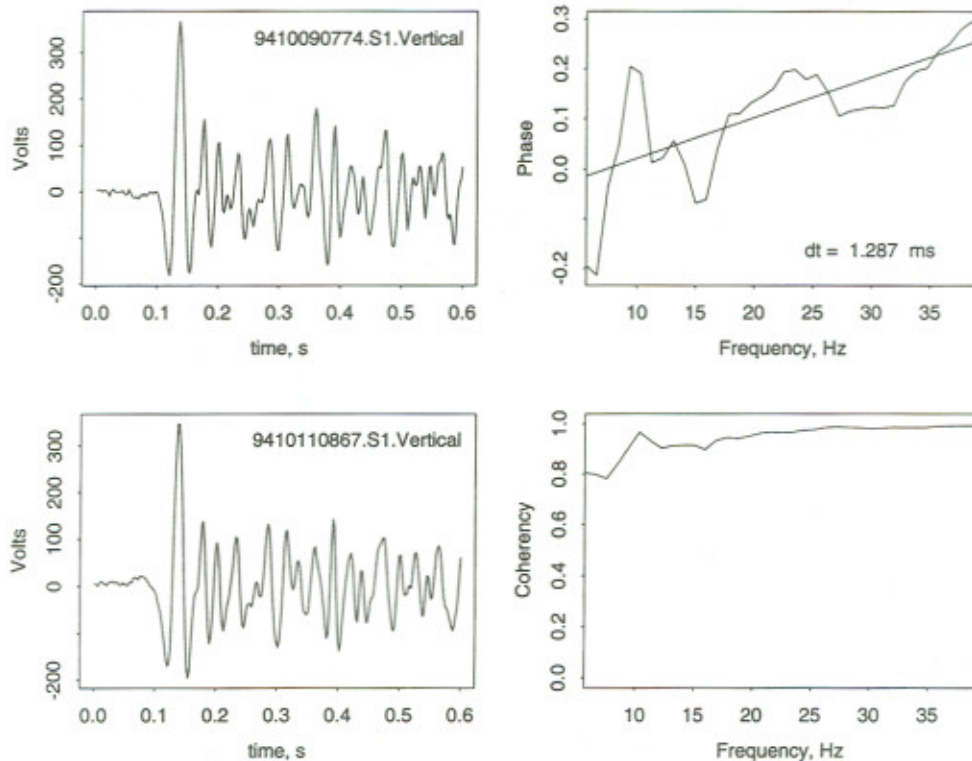 9410090774.S1.Vertical
Volts
-200
0
100
200
300
0.0 0.1 0.2 0.3 0.4 0.5 0.6
time, s
Phase
-0.2
0.0
0.1
0.2
0.3
dt = 1.287 ms
10 15 20 25 30 35
Frequency, Hz
9410110867.S1.Vertical
Volts
-200
0
100
200
300
0.0 0.1 0.2 0.3 0.4 0.5 0.6
time, s
Coherency
0.0
0.2
0.4
0.6
0.8
1.0
10 15 20 25 30 35
Frequency, Hz